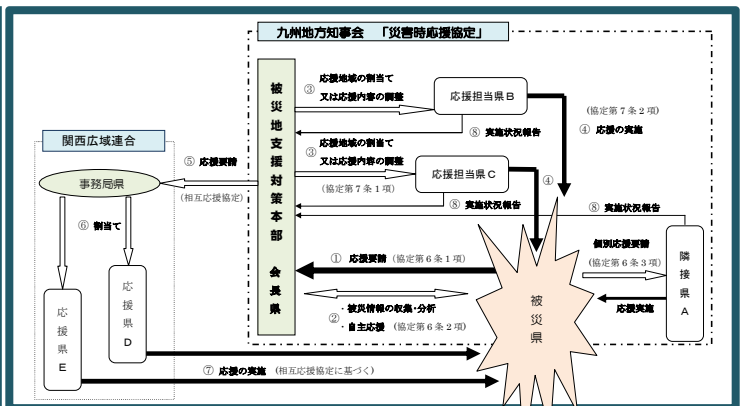 九州地方知事会 「災害時応援協定」
被災地支援対策本部 会長県
③ 応援地域の割当て
又は応援内容の調整
応援担当県B
⑧ 実施状況報告
(協定第7条2項)
④ 応援の実施
③ 応援地域の割当て
又は応援内容の調整
(協定第7条1項)
応援担当県C
④
⑧ 実施状況報告
⑧ 実施状況報告
関西広域連合
⑤ 応援要請
(相互応援協定)
事務局県
⑥ 割当て
応援県D
応援県E
① 応援要請 (協定第6条1項)
② ・被災情報の収集・分析
・自主応援 (協定第6条2項)
被災県
個別応援要請
(協定第6条3項)
応援実施
隣接県A
⑦ 応援の実施 (相互応援協定に基づく)